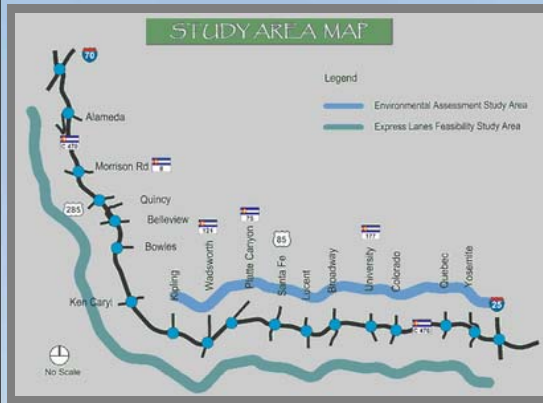 STUDY AREA MAP
70
Legend
Environmental Assessment Study Area
Express Lanes Feasibility Study Area
Alameda
C 470
Morrison Rd
8
285
Quincy
Belleview
Bowles
Ken Caryl
Kipling
Wadsworth
121
Platte Canyon
75
Santa Fe
85
Lucent
Broadway
University
177
Colorado
C 470
Quebec
Yosemite
25
No Scale